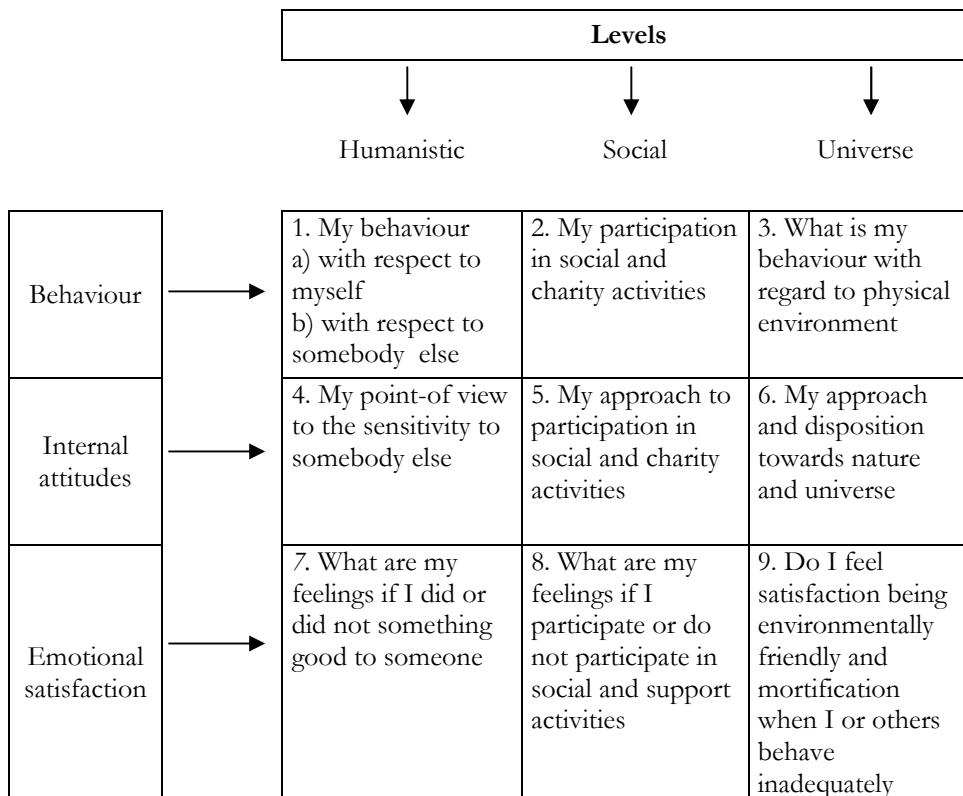 Levels
Humanistic
Social
Universe
Behaviour
1. My behaviour
a) with respect to
myself
b) with respect to
somebody else
2. My participation
in social and
charity activities
3. What is my
behaviour with
regard to physical
environment
Internal
attitudes
4. My point-of view
to the sensitivity to
somebody else
5. My approach to
participation in
social and charity
activities
6. My approach
and disposition
towards nature
and universe
Emotional
satisfaction
7. What are my
feelings if I did or
did not something
good to someone
8. What are my
feelings if I
participate or do
not participate in
social and support
activities
9. Do I feel
satisfaction being
environmentally
friendly and
mortification
when I or others
behave
inadequately